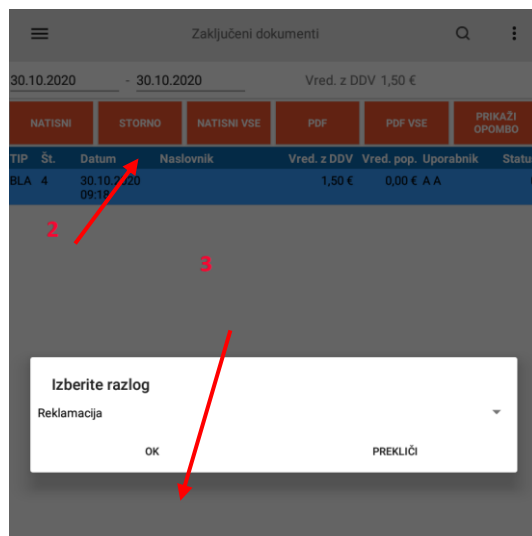 Zaključeni dokumenti
30.10.2020 - 30.10.2020 Vred. z DDV 1,50 €
NATISNI STORNO NATISNI VSE PDF PDF VSE PRIKAŽI
OPOMBO
TIP Št. Datum Naslovnik Vred. z DDV Vred. pop. Uporabnik Statu
BLA 4 30.10.2020 1,50 € 0,00 € A A
09:18
2
3
Izberite razlog
Reklamacija
OK PREKLIČI